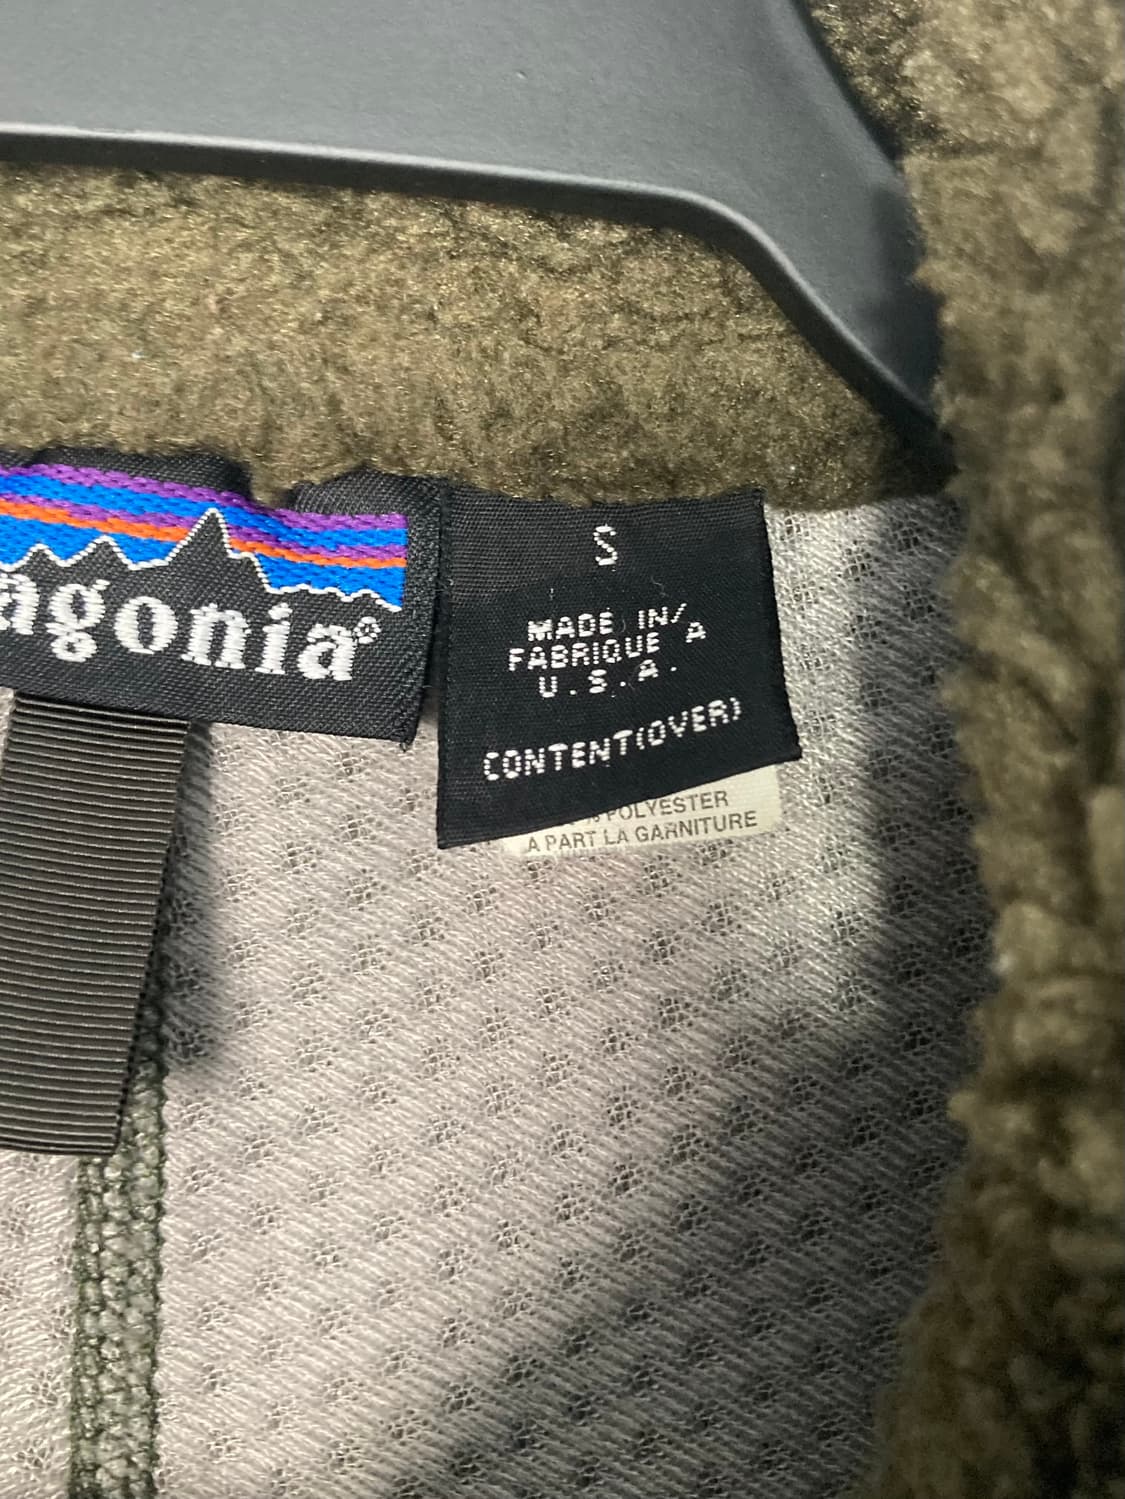 agonia®
S
MADE IN/
FABRIQUE A
U.S.A.
CONTENT(OVER)
% POLYESTER
A PART LA GARNITURE